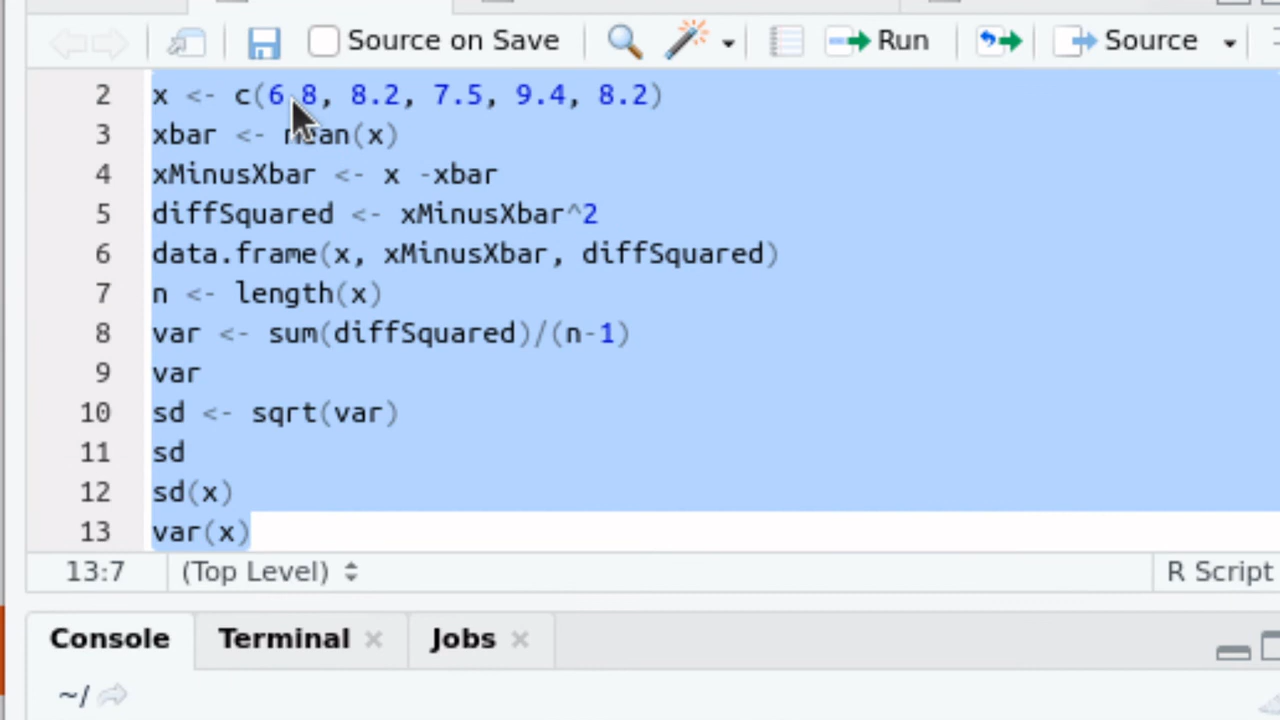 Source on Save Run Source
2 x <- c(6.8, 8.2, 7.5, 9.4, 8.2)
3 xbar <- mean(x)
4 xMinusXbar <- x -xbar
5 diffSquared <- xMinusXbar^2
6 data.frame(x, xMinusXbar, diffSquared)
7 n <- length(x)
8 var <- sum(diffSquared)/(n-1)
9 var
10 sd <- sqrt(var)
11 sd
12 sd(x)
13 var(x)
13:7 (Top Level) R Script
Console Terminal Jobs
~/